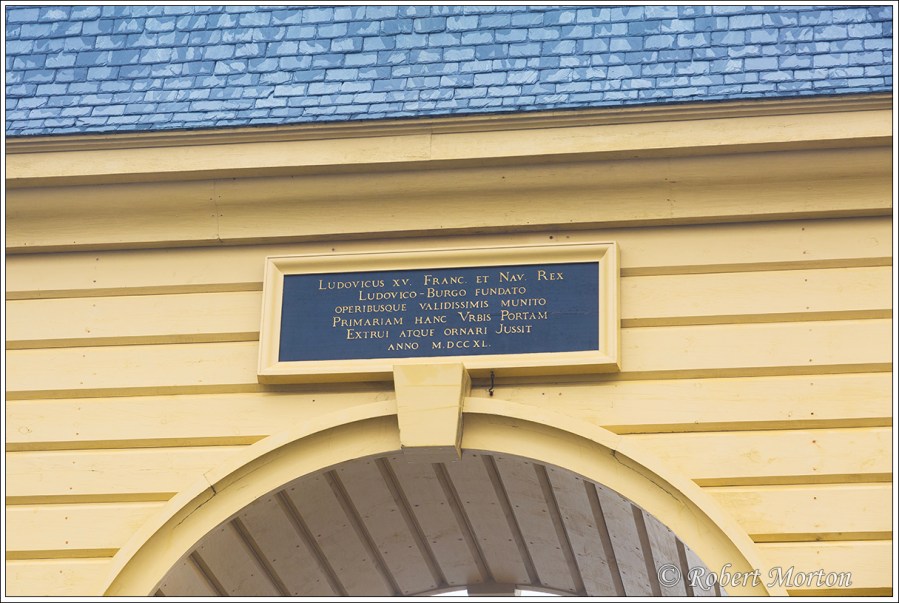 Ludovicus xv. Franc. et Nav. Rex
Ludovico-Burgo fundato
operibusque validissimis munito
Primariam hanc Vrbis Portam
Extrui atque ornari Jussit
anno M.DCCXL.
© Robert Morton